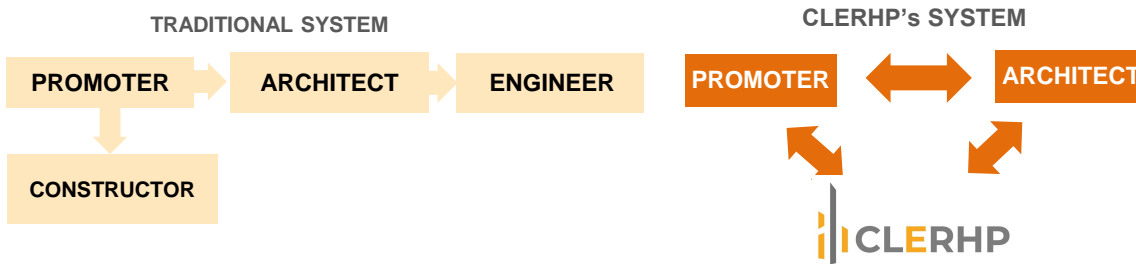 TRADITIONAL SYSTEM
PROMOTER
ARCHITECT
ENGINEER
CONSTRUCTOR
CLERHP's SYSTEM
PROMOTER
ARCHITECT
CLERHP